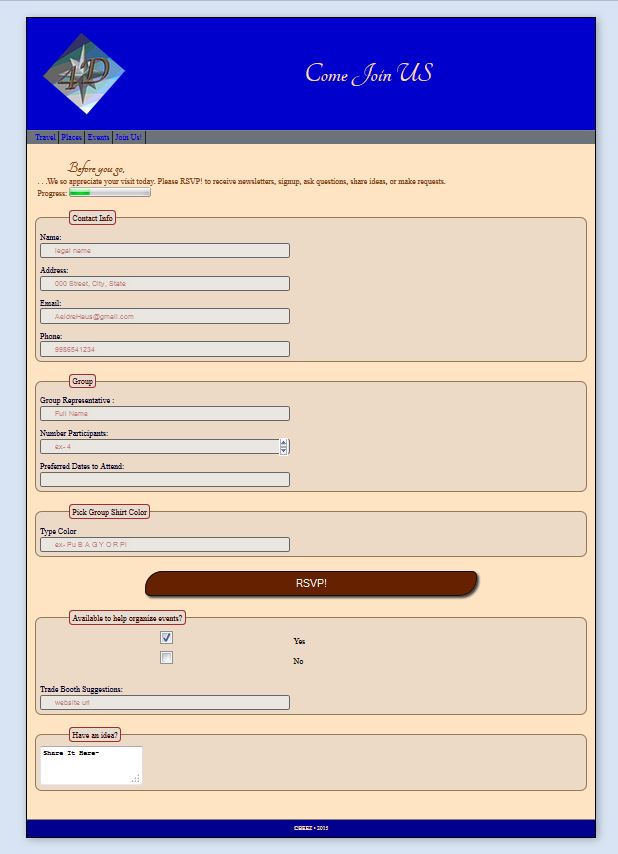 4D
Come Join US
Travel Places Events Join Us!
Before you go,
. . .We so appreciate your visit today. Please RSVP! to receive newsletters, signup, ask questions, share ideas, or make requests.
Progress:
Contact Info
Name:
legal name
Address:
000 Street, City, State
Email:
AeldreHaus@gmail.com
Phone:
9986541234
Group
Group Representative :
Full Name
Number Participants:
ex- 4
Preferred Dates to Attend:
Pick Group Shirt Color
Type Color
ex- Pu B A G Y O R Pi
RSVP!
Available to help organize events?
Yes
No
Trade Booth Suggestions:
website url
Have an idea?
Share It Here-
• 2015